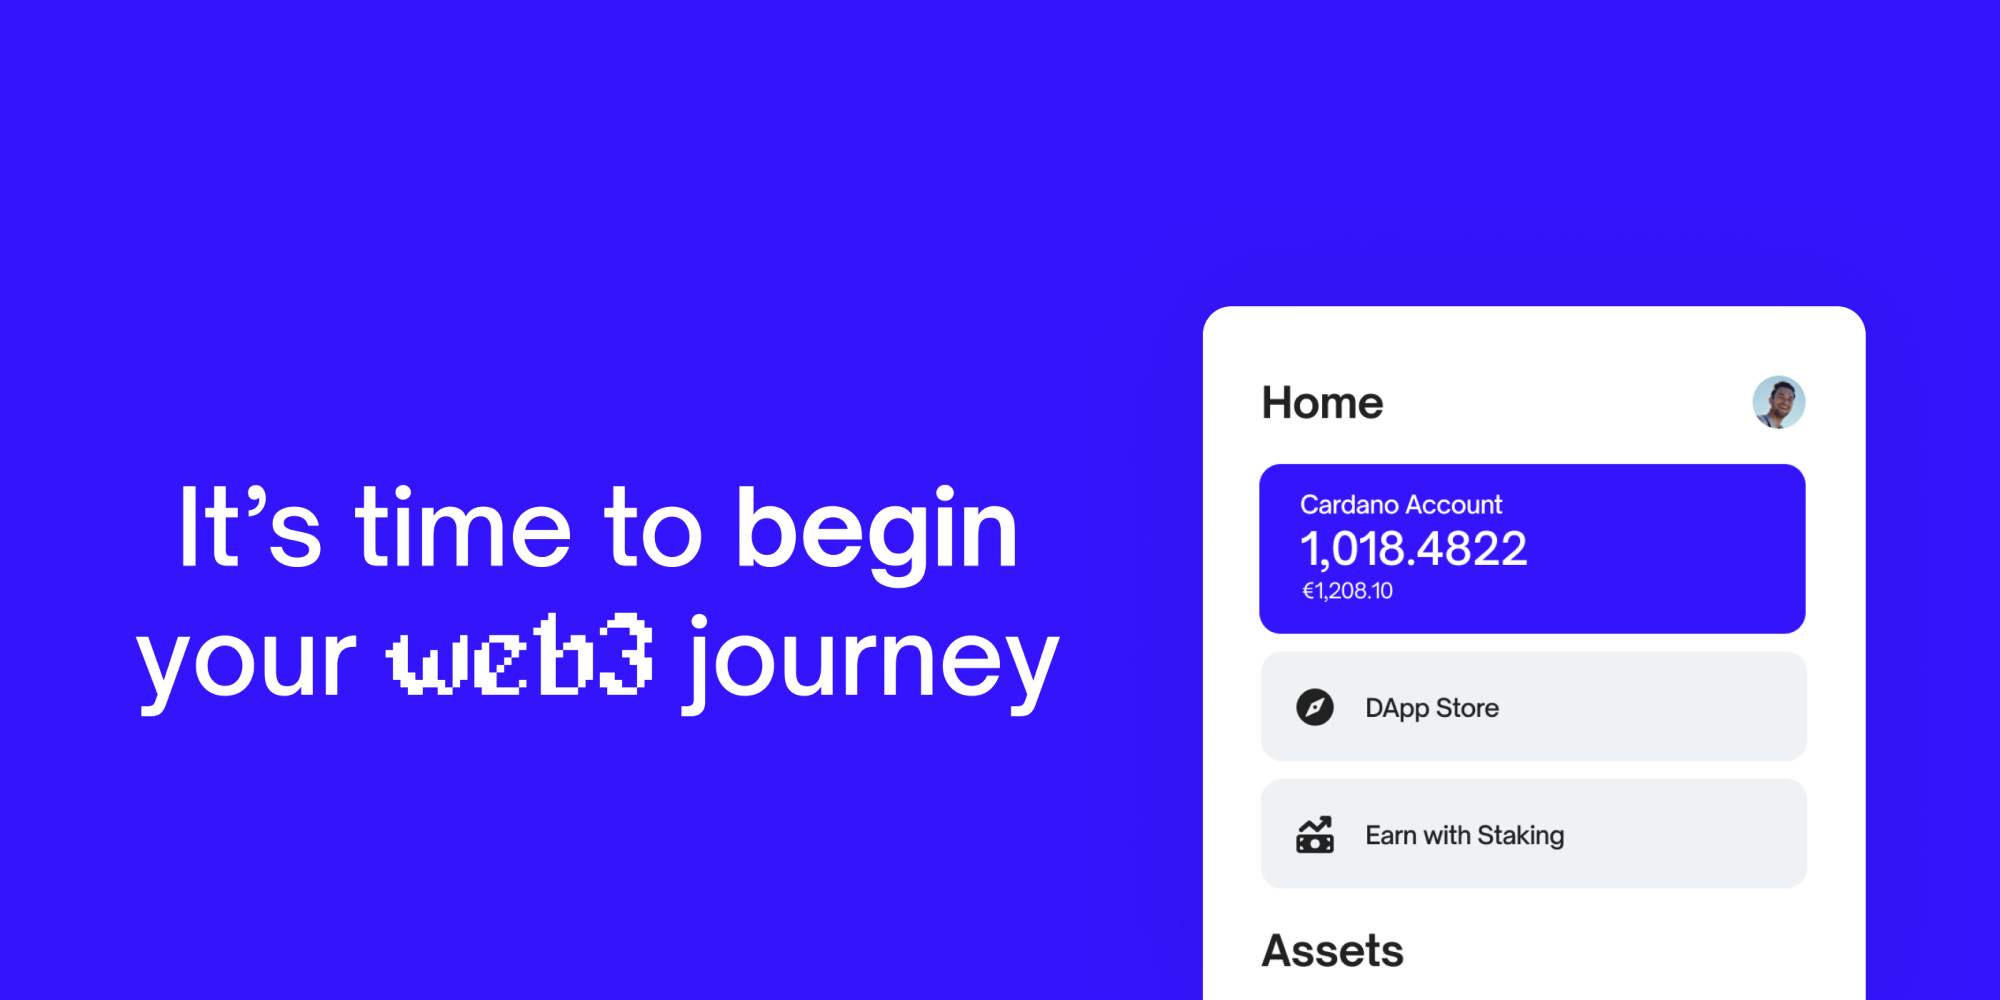 It’s time to begin
your web3 journey
Home
Cardano Account
1,018.4822
€1,208.10
DApp Store
Earn with Staking
Assets